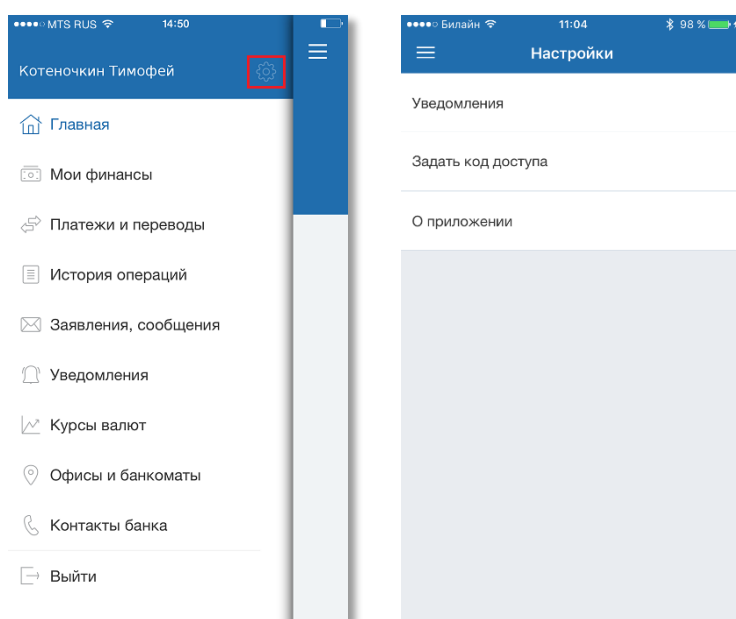 MTS RUS 14:50
Котеночкин Тимофей
Главная
Мои финансы
Платежи и переводы
История операций
Заявления, сообщения
Уведомления
Курсы валют
Офисы и банкоматы
Контакты банка
Выйти
Билайн 11:04 98 %
Настройки
Уведомления
Задать код доступа
О приложении